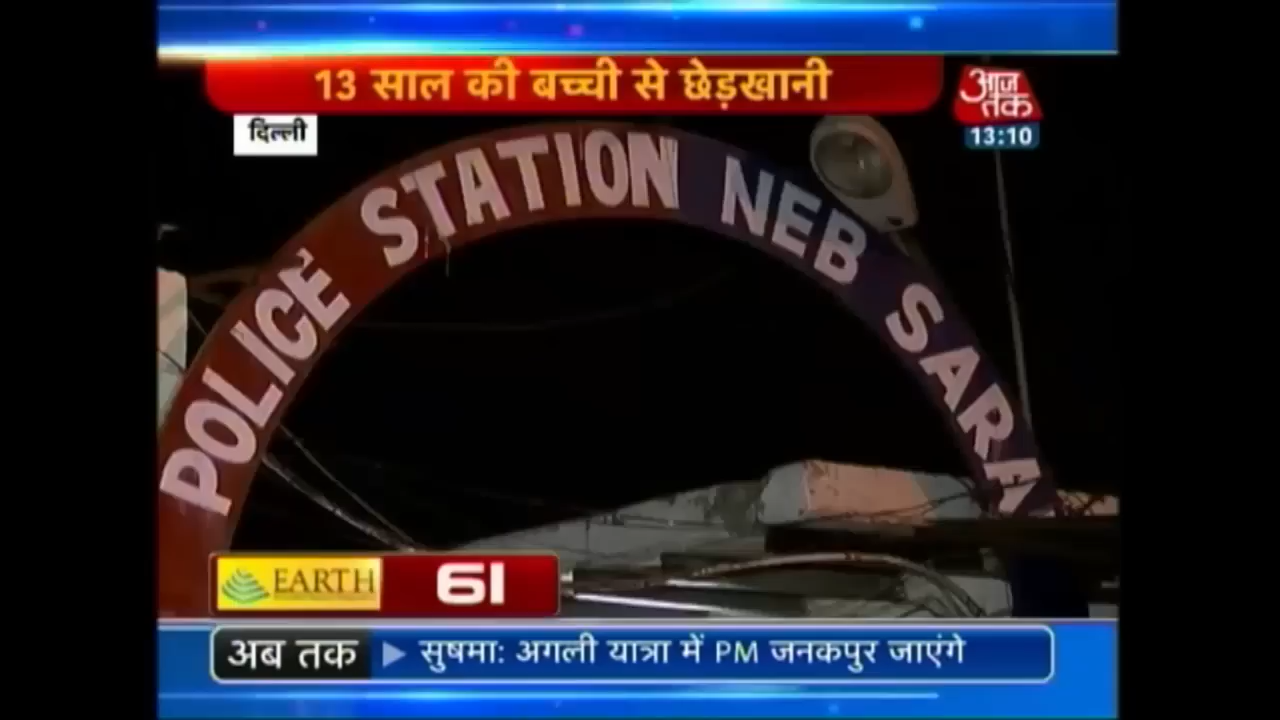 13 साल की बच्ची से छेड़खानी
आज
तक
दिल्ली
13:10
POLICE STATION NEB SARA
EARTH
61
अब तक
सुषमा: अगली यात्रा में PM जनकपुर जाएंगे